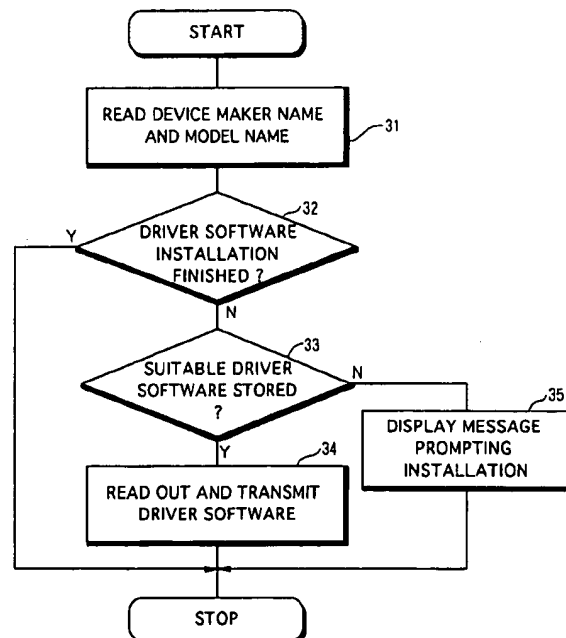 START
READ DEVICE MAKER NAME
AND MODEL NAME
31
32
Y
DRIVER SOFTWARE
INSTALLATION
FINISHED ?
N
33
SUITABLE DRIVER
SOFTWARE STORED
?
N
35
DISPLAY MESSAGE
PROMPTING
INSTALLATION
Y
34
READ OUT AND TRANSMIT
DRIVER SOFTWARE
STOP